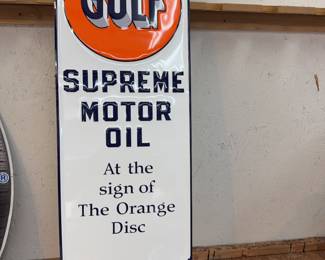 GULF
SUPREME
MOTOR
OIL
At the
sign of
The Orange
Disc